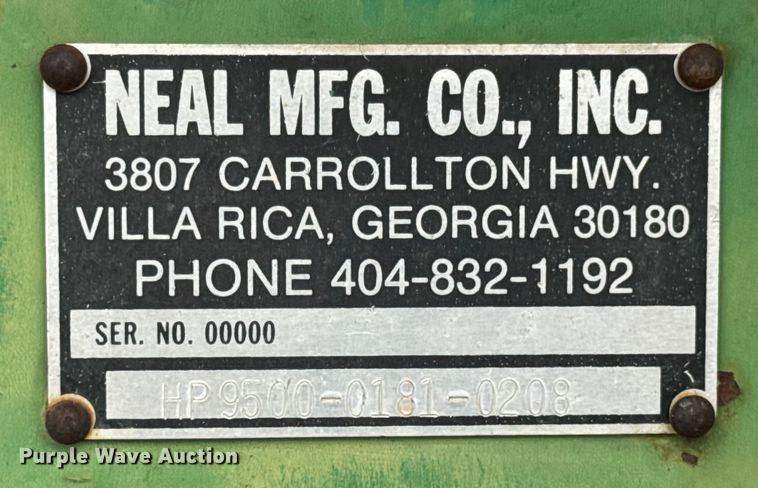 NEAL MFG. CO., INC.
3807 CARROLLTON HWY.
VILLA RICA, GEORGIA 30180
PHONE 404-832-1192
SER. NO. 00000
HP9500-0181-0208
Purple Wave Auction